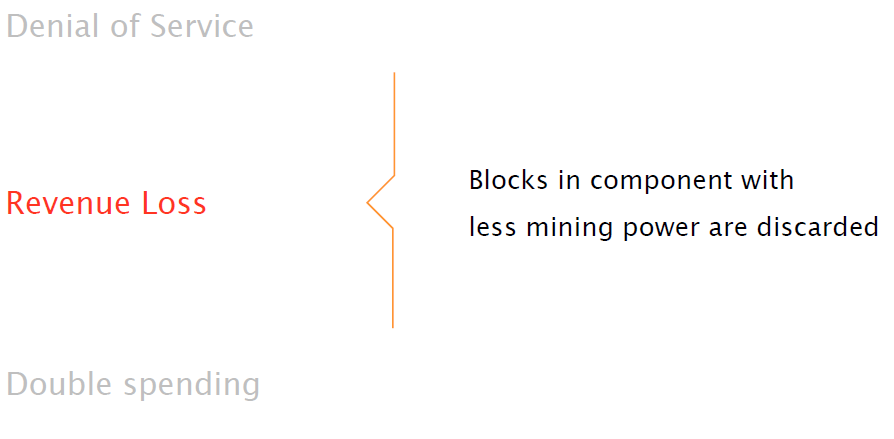 Denial of Service
Revenue Loss
Blocks in component with
less mining power are discarded
Double spending